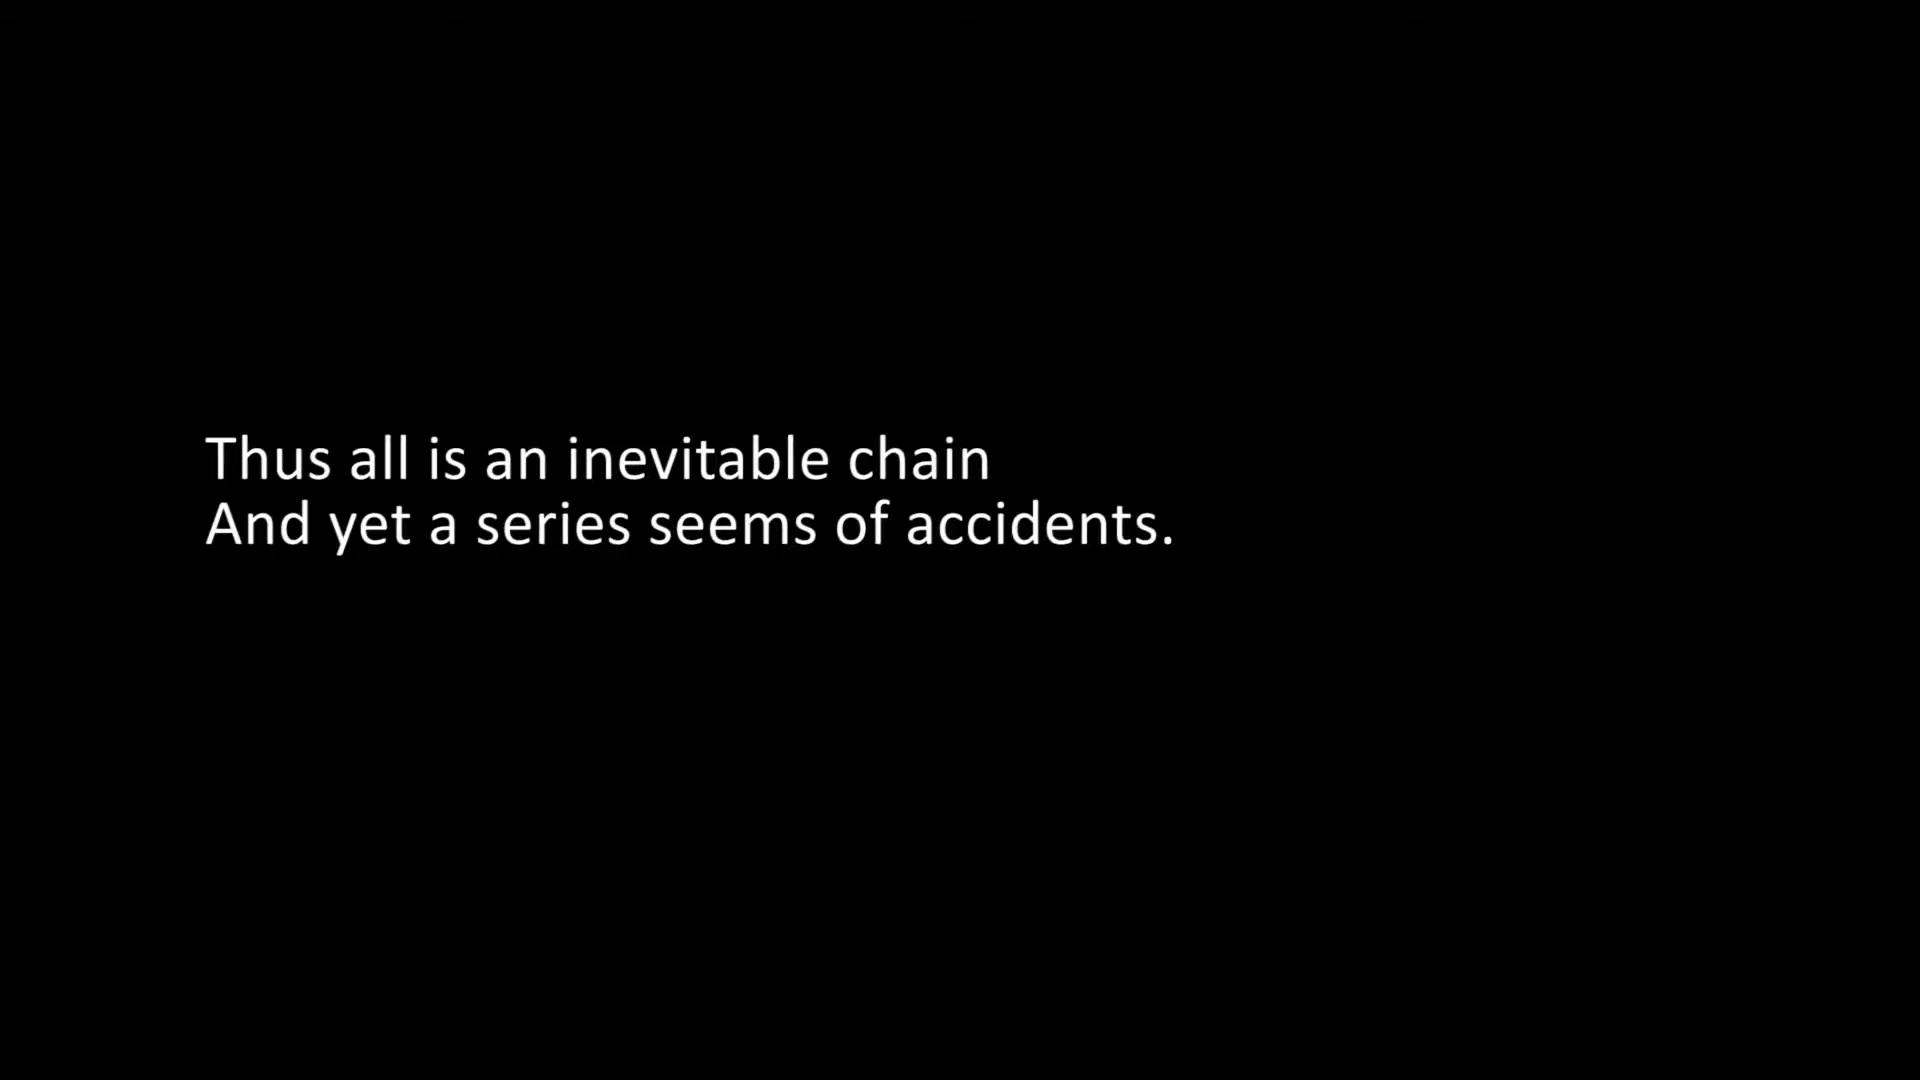 Thus all is an inevitable chain
And yet a series seems of accidents.